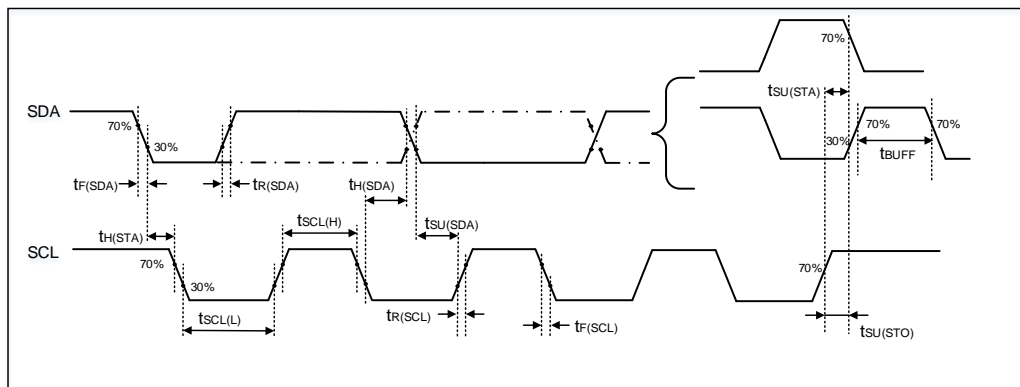 70%
tSU(STA)
SDA
70%
30%
30%
70%
70%
tBUFF
tF(SDA)
tR(SDA)
tH(SDA)
tSCL(H)
tSU(SDA)
tH(STA)
SCL
70%
30%
70%
tSCL(L)
tR(SCL)
tF(SCL)
tSU(STO)